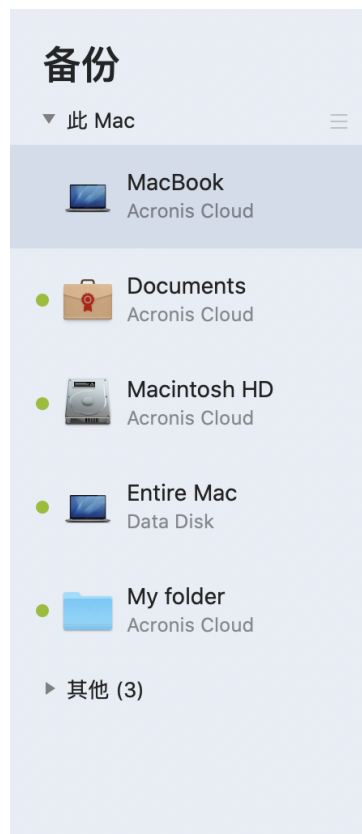 备份
此 Mac
MacBook
Acronis Cloud
Documents
Acronis Cloud
Macintosh HD
Acronis Cloud
Entire Mac
Data Disk
My folder
Acronis Cloud
其他 (3)